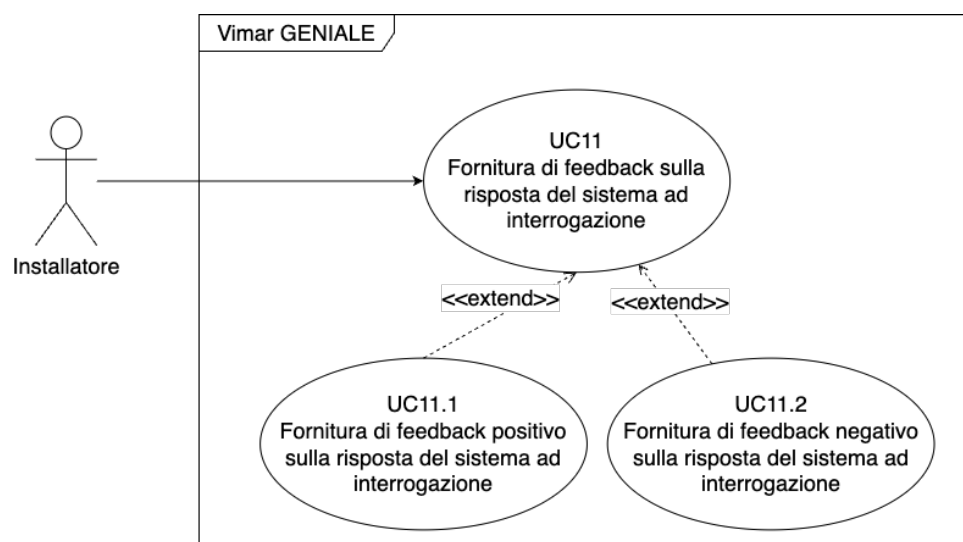 Vimar GENIALE
UC11
Fornitura di feedback sulla
risposta del sistema ad
interrogazione
Installatore
<<extend>>
<<extend>>
UC11.1
Fornitura di feedback positivo
sulla risposta del sistema ad
interrogazione
UC11.2
Fornitura di feedback negativo
sulla risposta del sistema ad
interrogazione